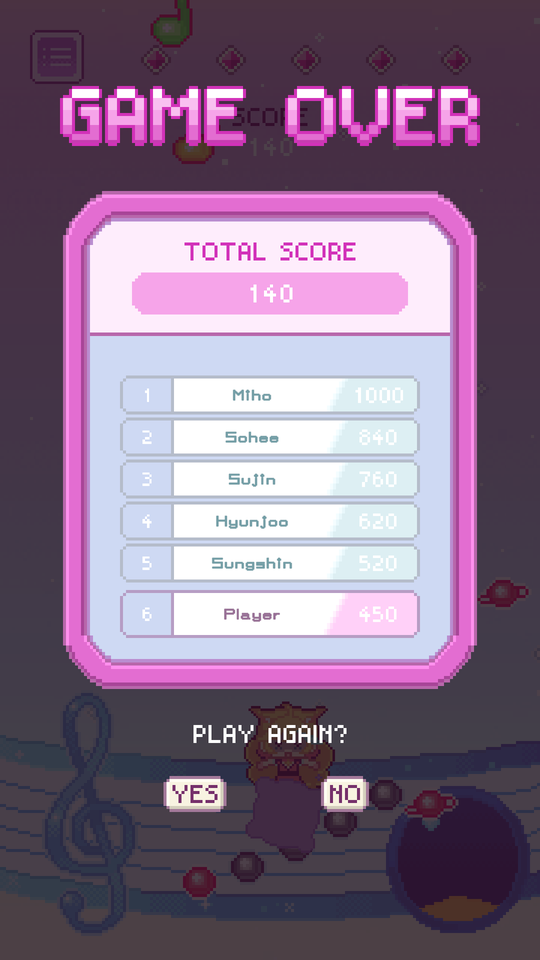 GAME OVER
SCORE
140
TOTAL SCORE
140
1 Miho 1000
2 Sohee 840
3 Sujin 760
4 Hyunjoo 620
5 Sungshin 520
6 Player 450
PLAY AGAIN?
YES NO